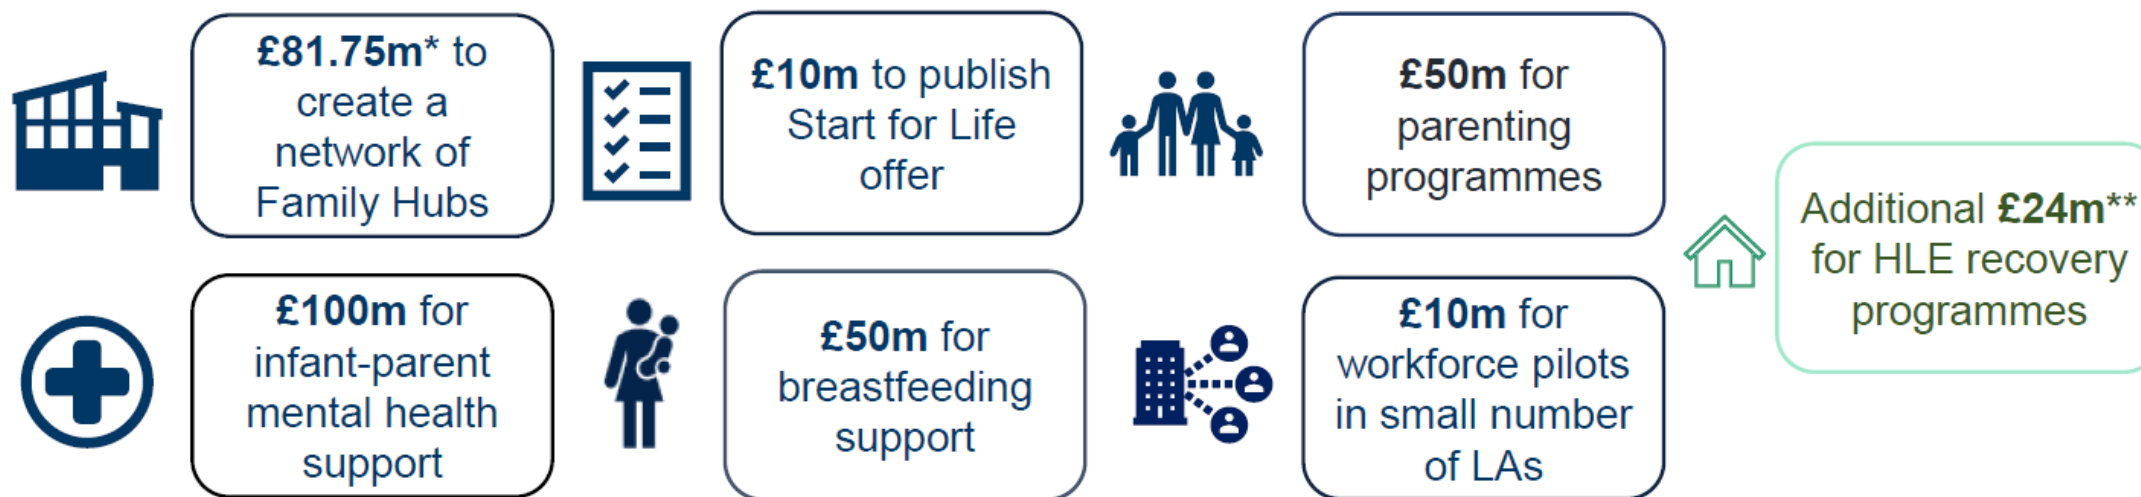 £81.75m* to
create a
network of
Family Hubs
£10m to publish
Start for Life
offer
£50m for
parenting
programmes
£100m for
infant-parent
mental health
support
£50m for
breastfeeding
support
£10m for
workforce pilots
in small number
of LAs
Additional £24m**
for HLE recovery
programmes